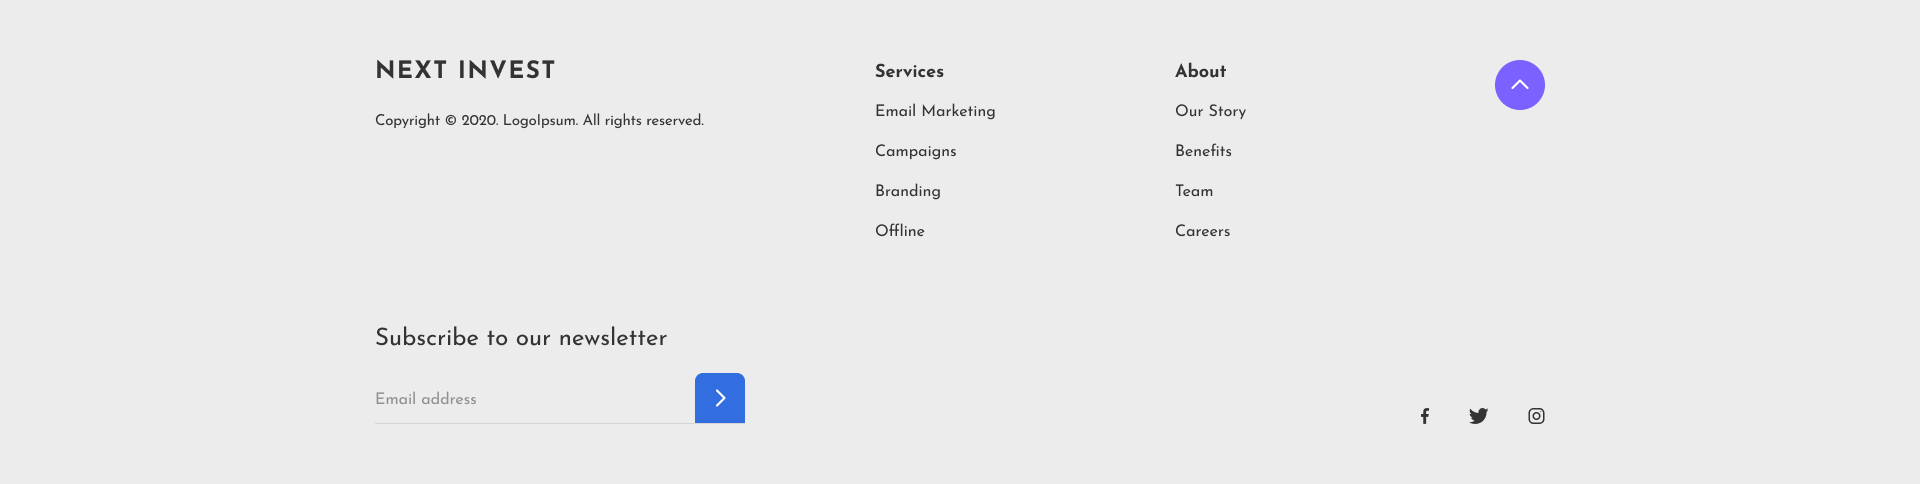 NEXT INVEST
Copyright © 2020. LogoIpsum. All rights reserved.
Services
Email Marketing
Campaigns
Branding
Offline
About
Our Story
Benefits
Team
Careers
Subscribe to our newsletter
Email address